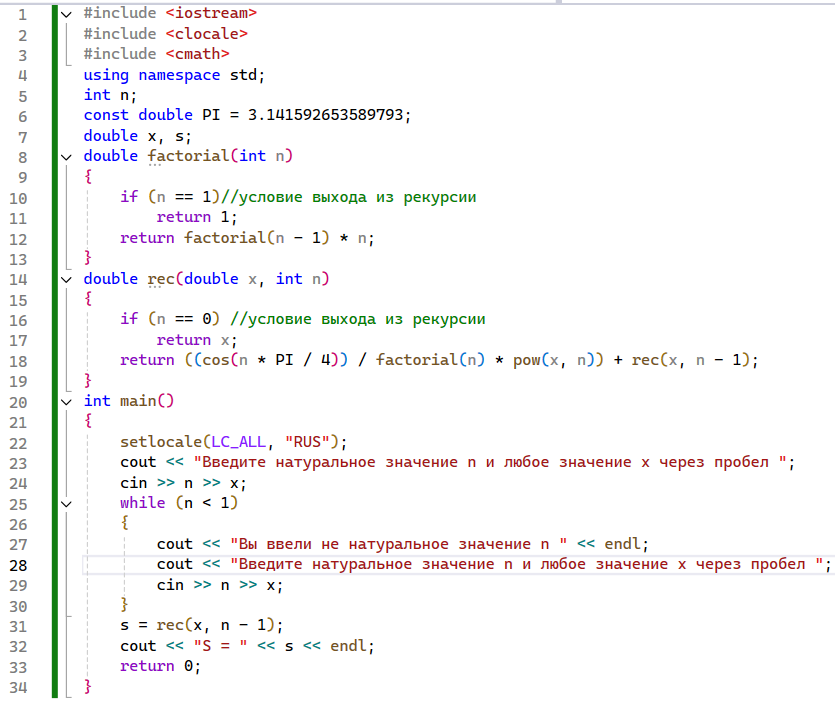 1 #include <iostream>
2 #include <clocale>
3 #include <cmath>
4 using namespace std;
5 int n;
6 const double PI = 3.141592653589793;
7 double x, s;
8 double factorial(int n)
9 {
10 if (n == 1)//условие выхода из рекурсии
11 return 1;
12 return factorial(n - 1) * n;
13 }
14 double rec(double x, int n)
15 {
16 if (n == 0) //условие выхода из рекурсии
17 return x;
18 return ((cos(n * PI / 4)) / factorial(n) * pow(x, n)) + rec(x, n - 1);
19 }
20 int main()
21 {
22 setlocale(LC_ALL, "RUS");
23 cout << "Введите натуральное значение n и любое значение x через пробел ";
24 cin >> n >> x;
25 while (n < 1)
26 {
27 cout << "Вы ввели не натуральное значение n " << endl;
28 cout << "Введите натуральное значение n и любое значение x через пробел ";
29 cin >> n >> x;
30 }
31 s = rec(x, n - 1);
32 cout << "S = " << s << endl;
33 return 0;
34 }